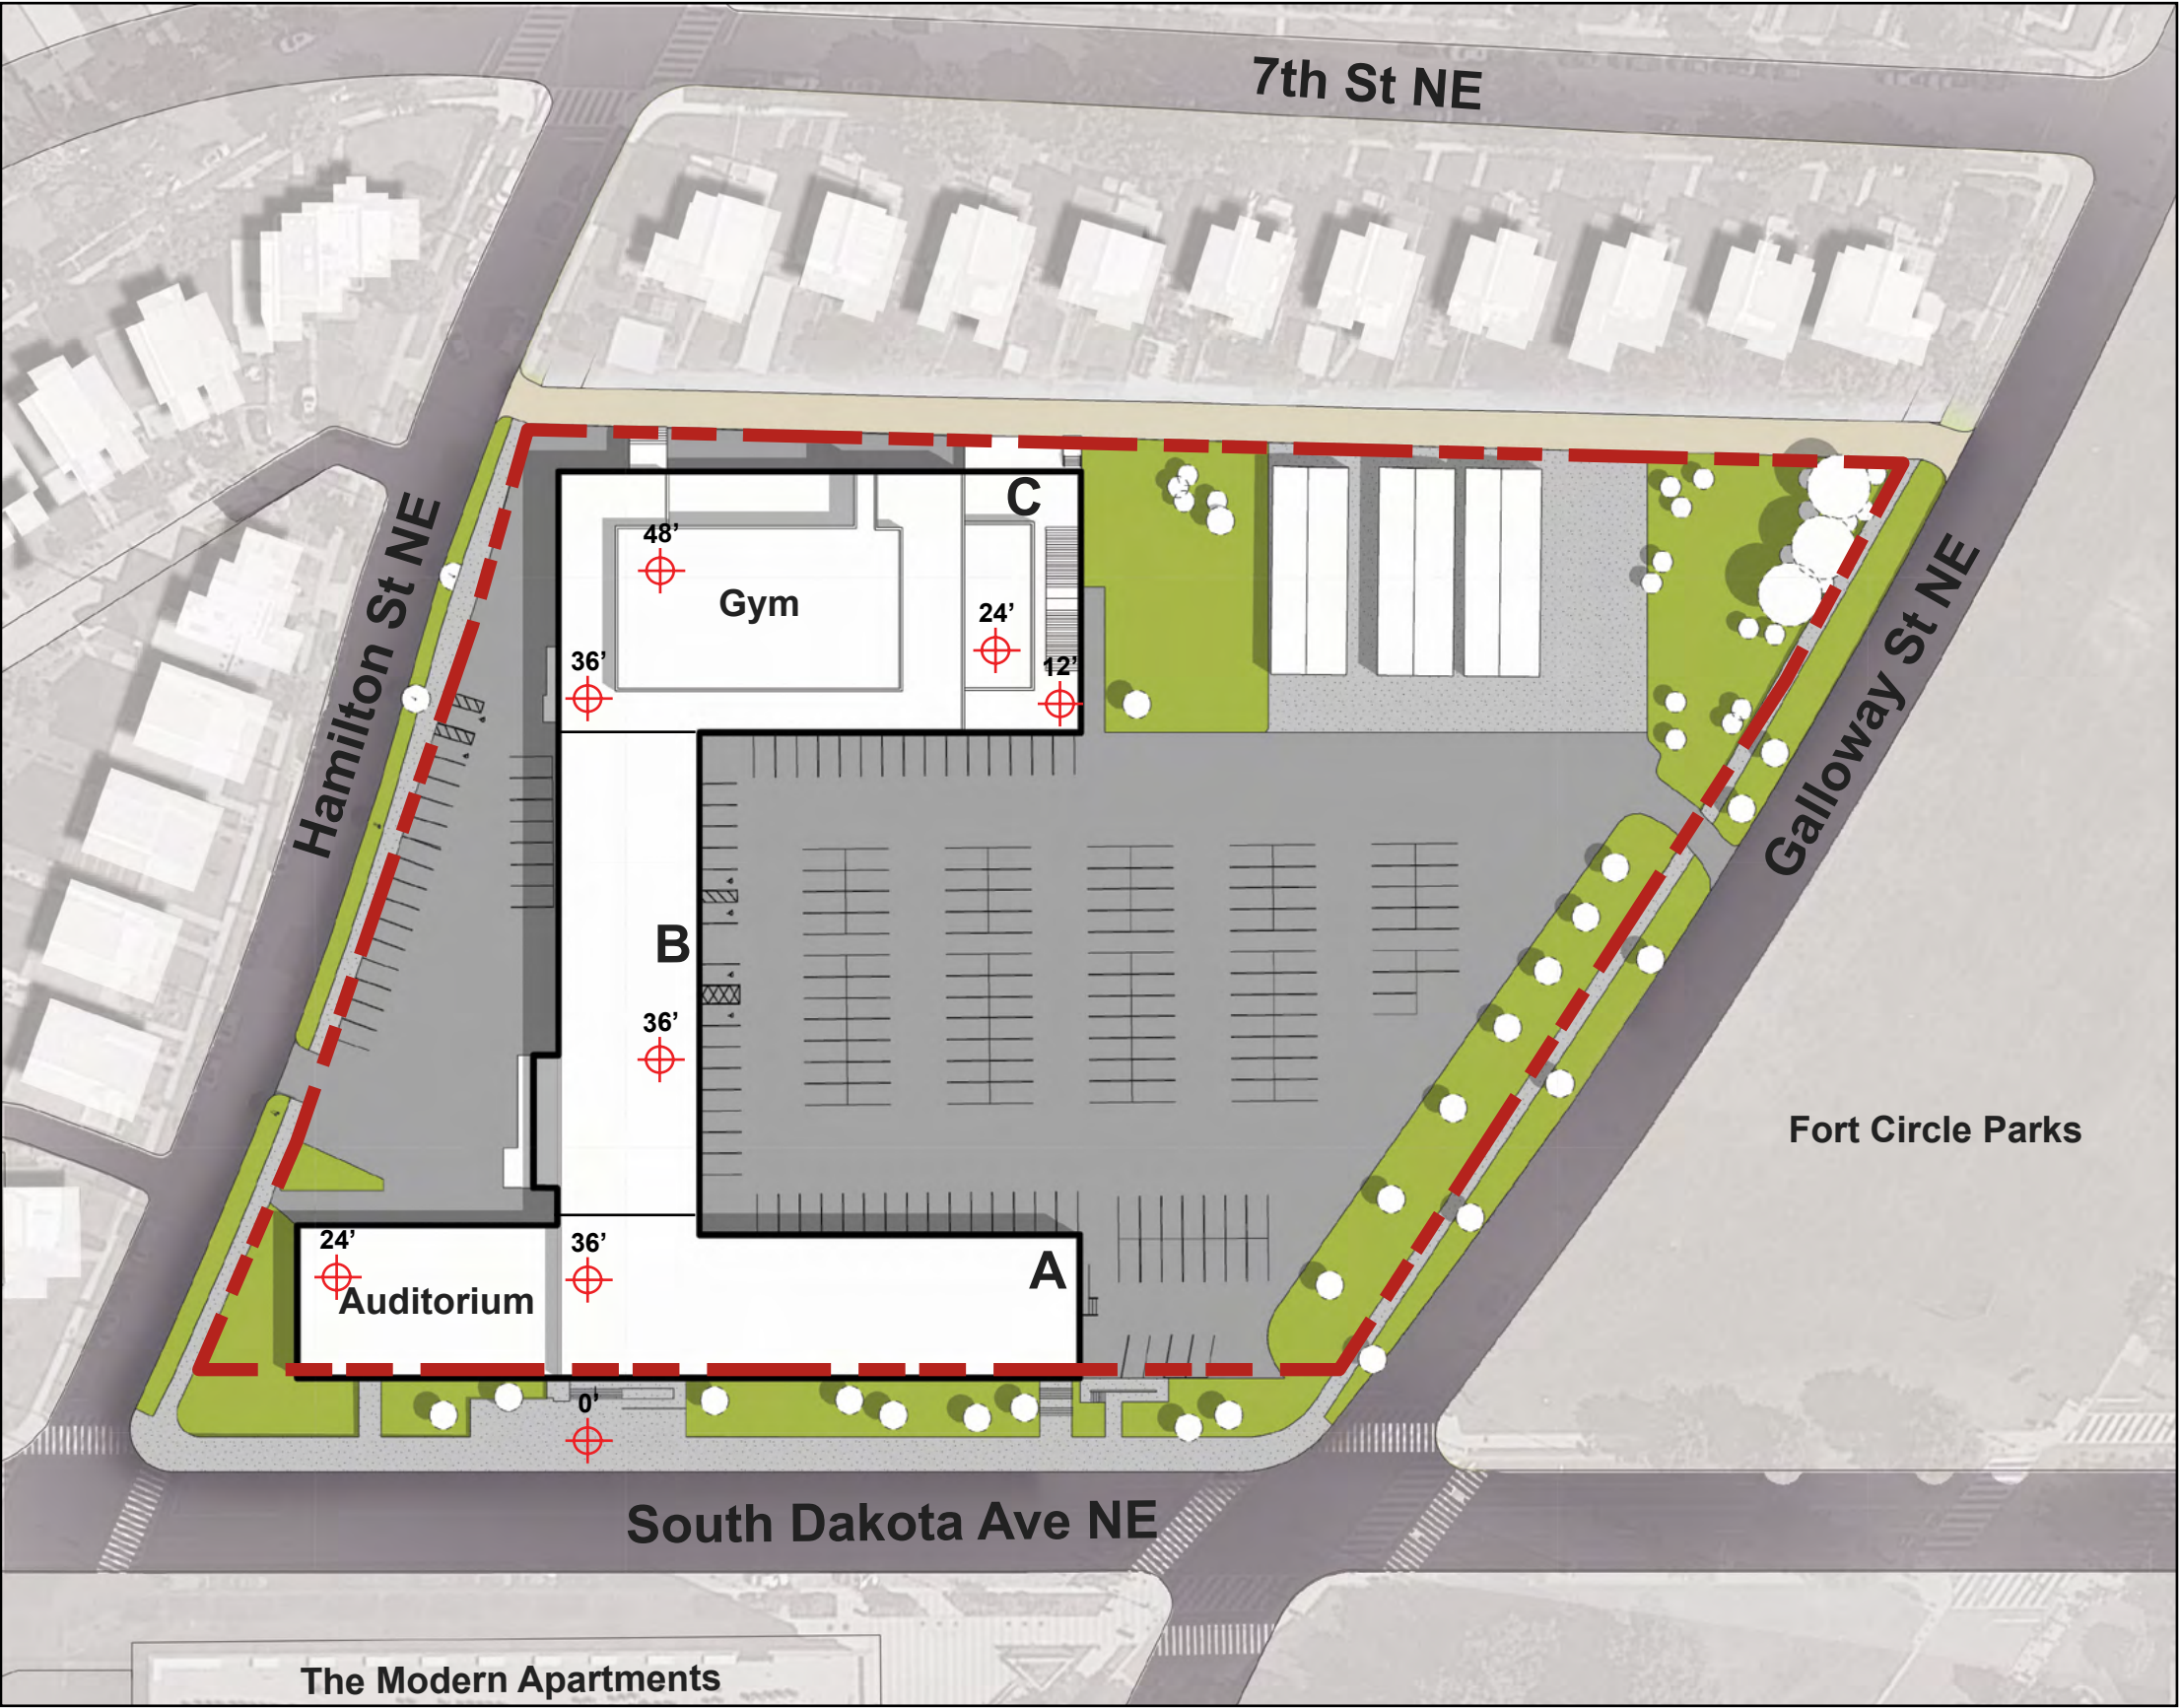 7th St NE
C
48’
Gym
24’
36’
12’
Hamilton St NE
Galloway St NE
B
36’
Fort Circle Parks
24’
36’
A
Auditorium
0’
South Dakota Ave NE
The Modern Apartments